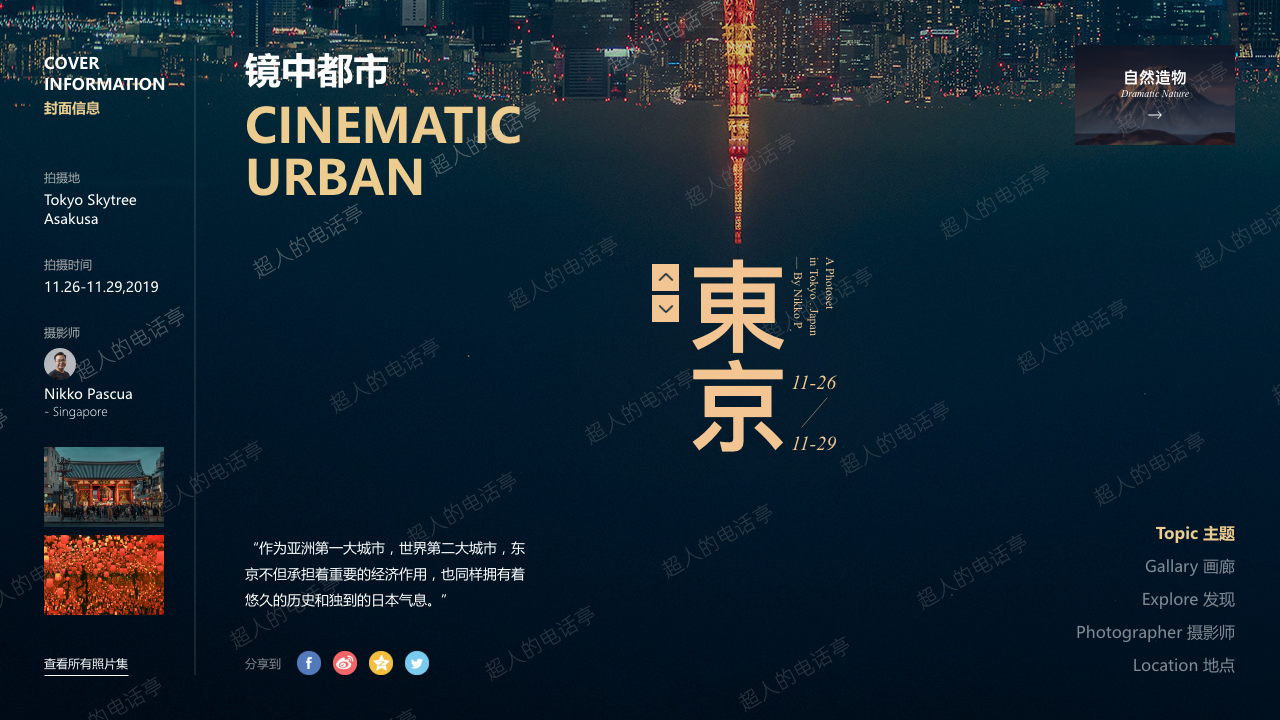 COVER
INFORMATION
封面信息
拍摄地
Tokyo Skytree
Asakusa
拍摄时间
11.26-11.29,2019
摄影师
Nikko Pascua
- Singapore
查看所有照片集
镜中都市
CINEMATIC
URBAN
東
京
A Photoset
in Tokyo . Japan
— By Nikko.P
11-26
11-29
“作为亚洲第一大城市，世界第二大城市，东
京不但承担着重要的经济作用，也同样拥有着
悠久的历史和独到的日本气息。”
分享到
自然造物
Dramatic Nature
Topic 主题
Gallary 画廊
Explore 发现
Photographer 摄影师
Location 地点
超人的电话亭